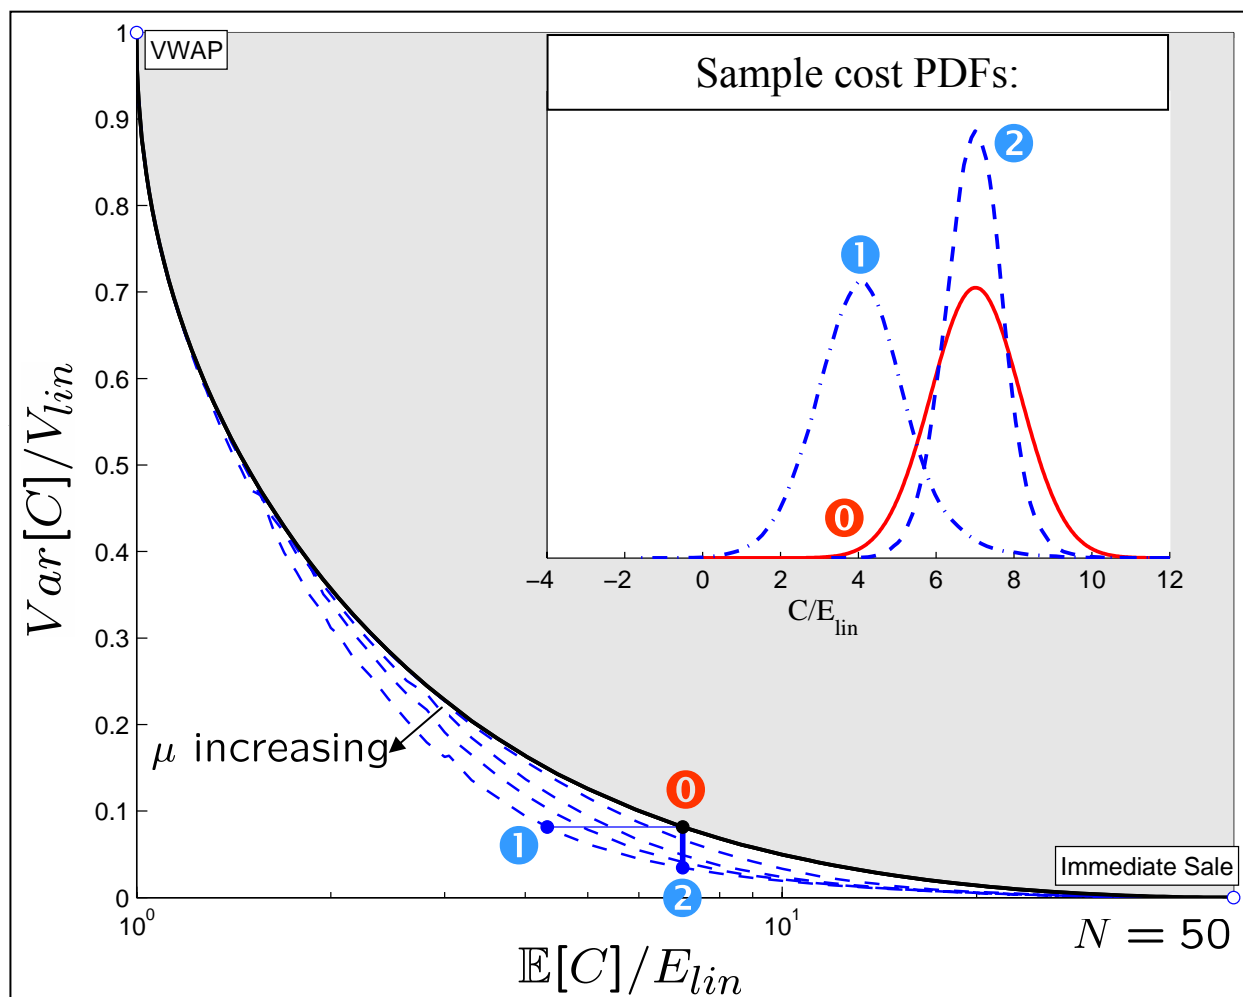 1
VWAP
Sample cost PDFs:
0.9
0.8
0.7
0.6
0.5
0.4
0.3
0.2
0.1
0
Var[C]/V_lin
2
1
0
−4 −2 0 2 4 6 8 10 12
C/E_lin
μ increasing
0
1
2
Immediate Sale
10^0 10^1
N = 50
𝔼[C]/E_lin